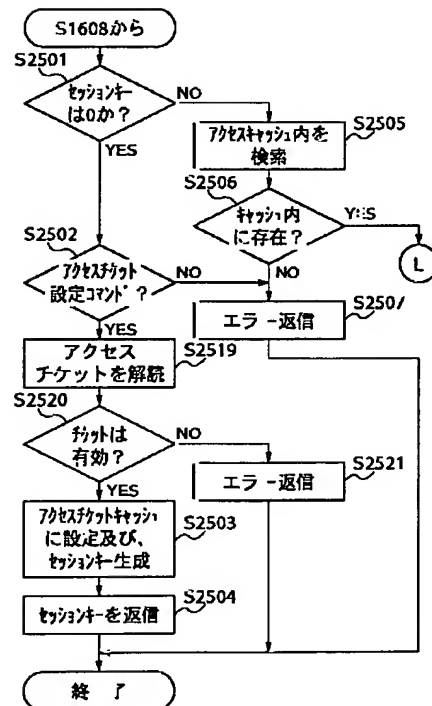 S1608から
S2501
セッションキー
は0か？
NO
YES
アクセスキャッシュ内を
検索
S2505
S2506
キャッシュ内
に存在？
YES
NO
L
S2502
アクセスチケット
設定コマンド？
NO
YES
エラー返信
S2507
アクセス
チケットを解読
S2519
S2520
チケットは
有効？
NO
YES
エラー返信
S2521
アクセスチケットキャッシュ
に設定及び、
セッションキー生成
S2503
セッションキーを返信
S2504
終　了